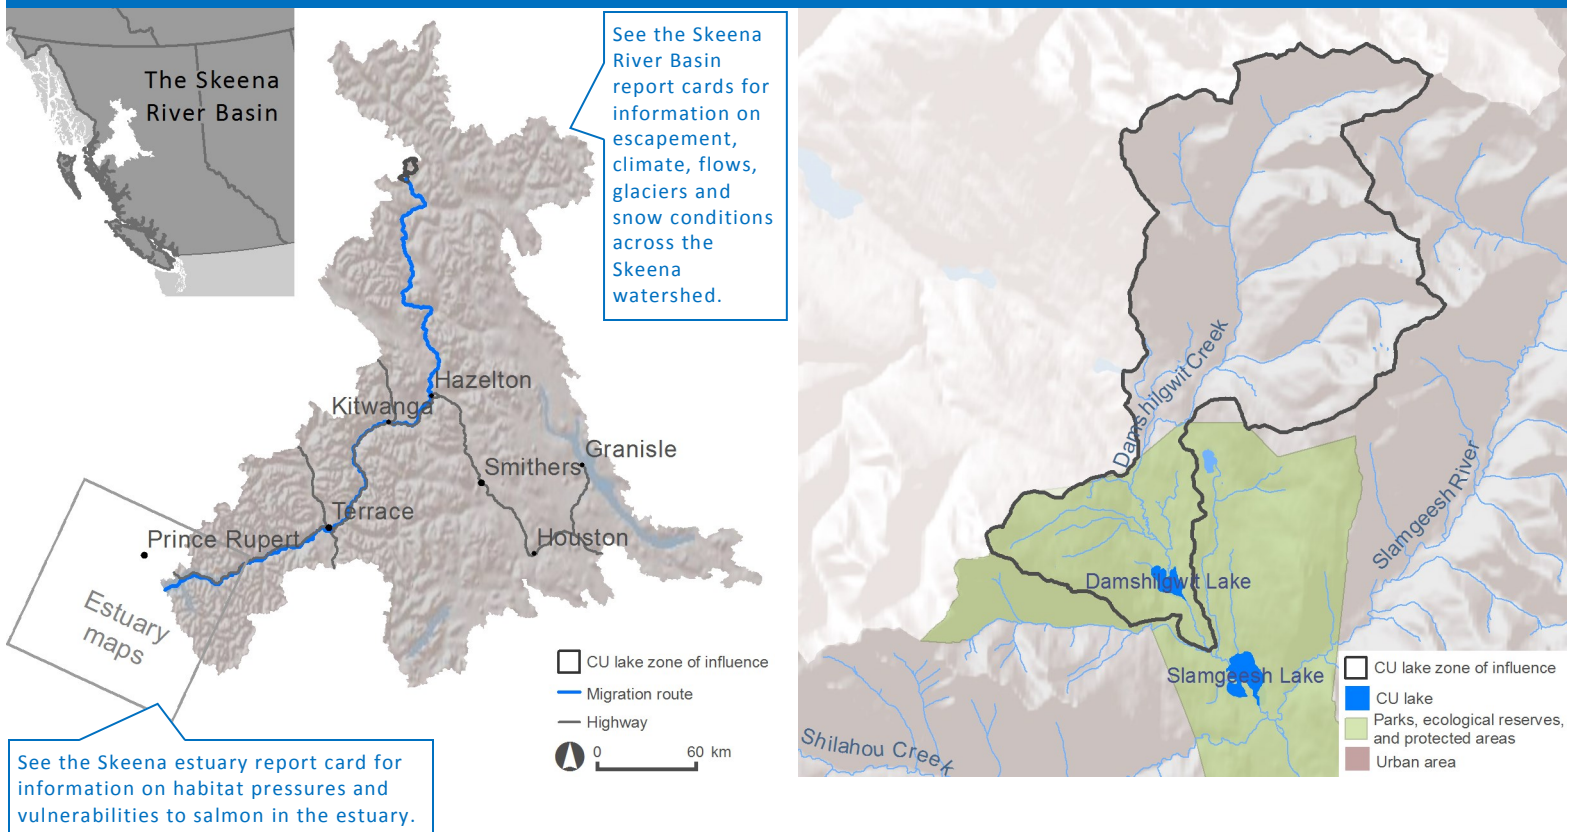 The Skeena
River Basin
See the Skeena
River Basin
report cards for
information on
escapement,
climate, flows,
glaciers and
snow conditions
across the
Skeena
watershed.
Hazelton
Kitwanga
Granisle
Smithers
Terrace
Houston
Prince Rupert
Estuary
maps
CU lake zone of influence
Migration route
Highway
0 60 km
See the Skeena estuary report card for
information on habitat pressures and
vulnerabilities to salmon in the estuary.
Damshilgwit Creek
Slamgeesh River
Damshilgwit Lake
Slamgeesh Lake
Shilahou Creek
CU lake zone of influence
CU lake
Parks, ecological reserves,
and protected areas
Urban area